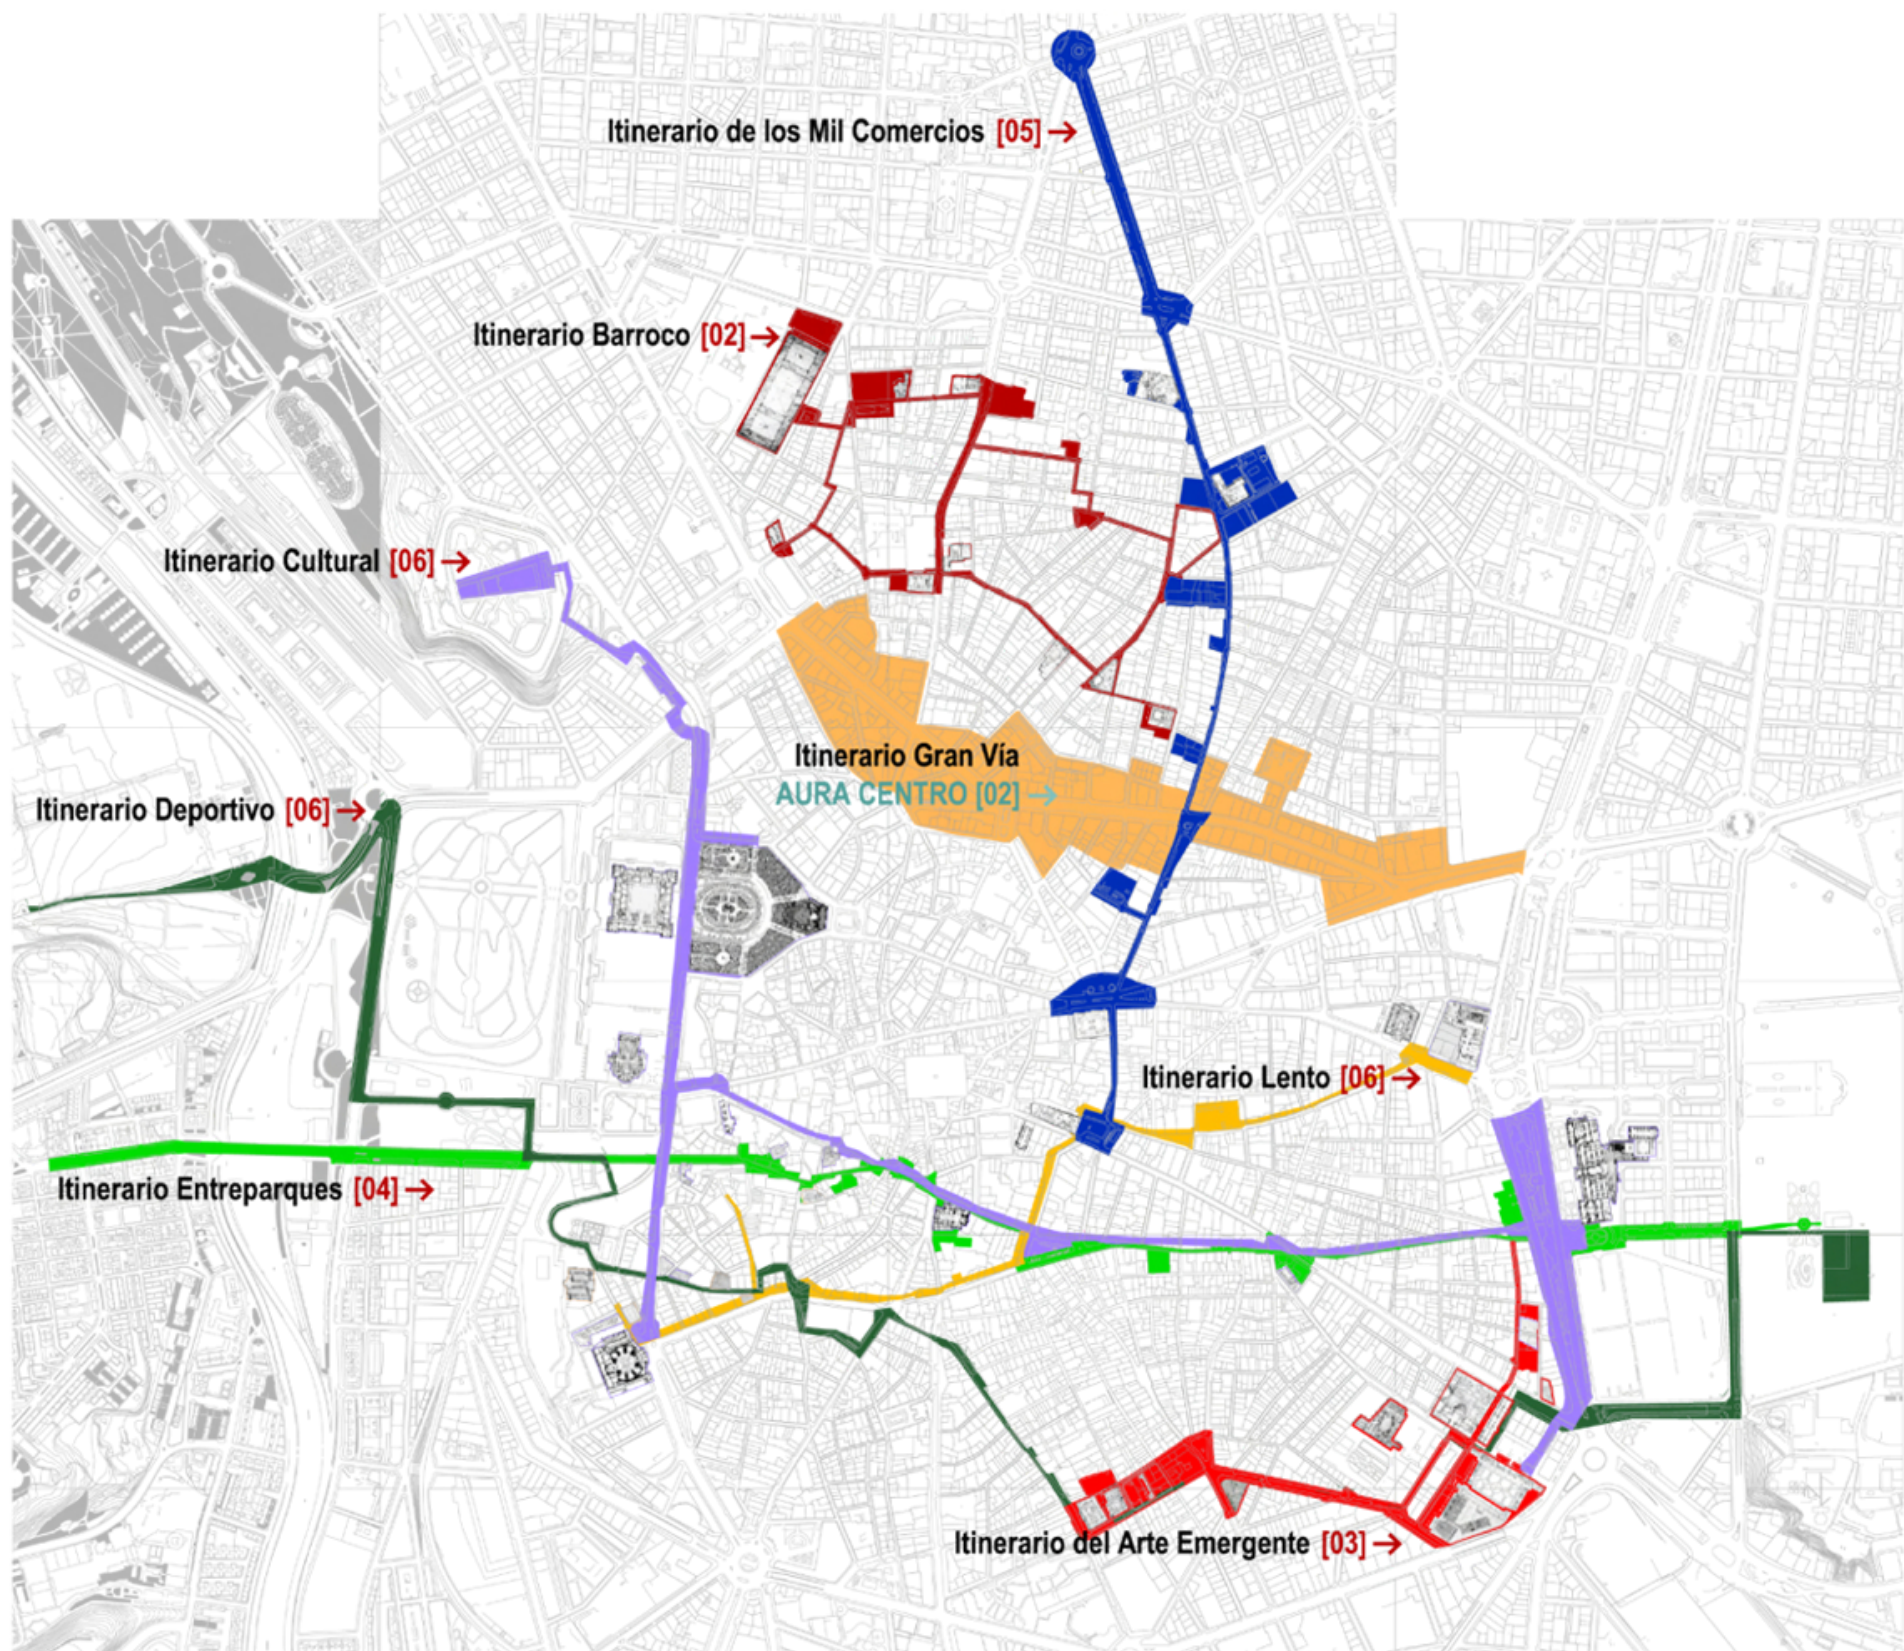 Itinerario de los Mil Comercios [05] →
Itinerario Barroco [02] →
Itinerario Cultural [06] →
Itinerario Gran Vía
AURA CENTRO [02] →
Itinerario Deportivo [06] →
Itinerario Lento [06] →
Itinerario Entreparques [04] →
Itinerario del Arte Emergente [03] →